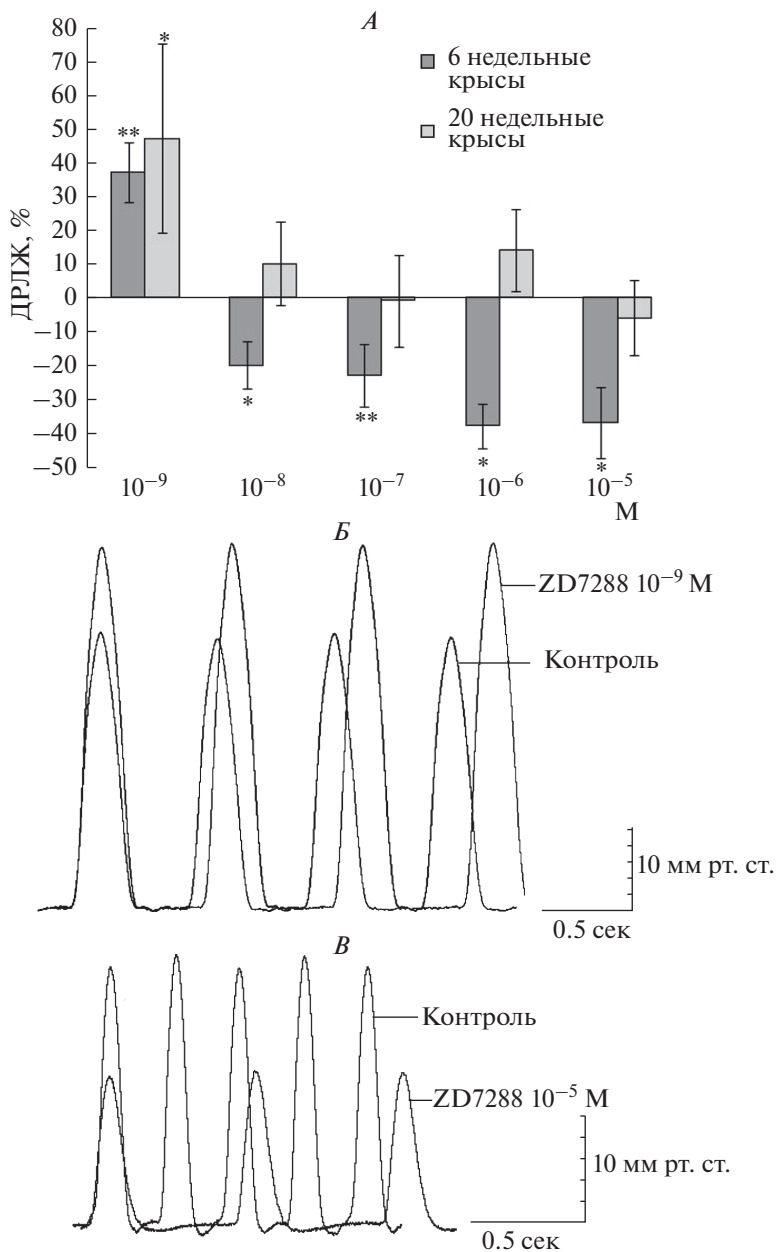 А
ДРЛЖ, %
80
70
60
50
40
30
20
10
0
−10
−20
−30
−40
−50
6 недельные
крысы
20 недельные
крысы
**
*
*
**
*
*
10⁻⁹
10⁻⁸
10⁻⁷
10⁻⁶
10⁻⁵
М
Б
ZD7288 10⁻⁹ М
Контроль
10 мм рт. ст.
0.5 сек
В
Контроль
ZD7288 10⁻⁵ М
10 мм рт. ст.
0.5 сек